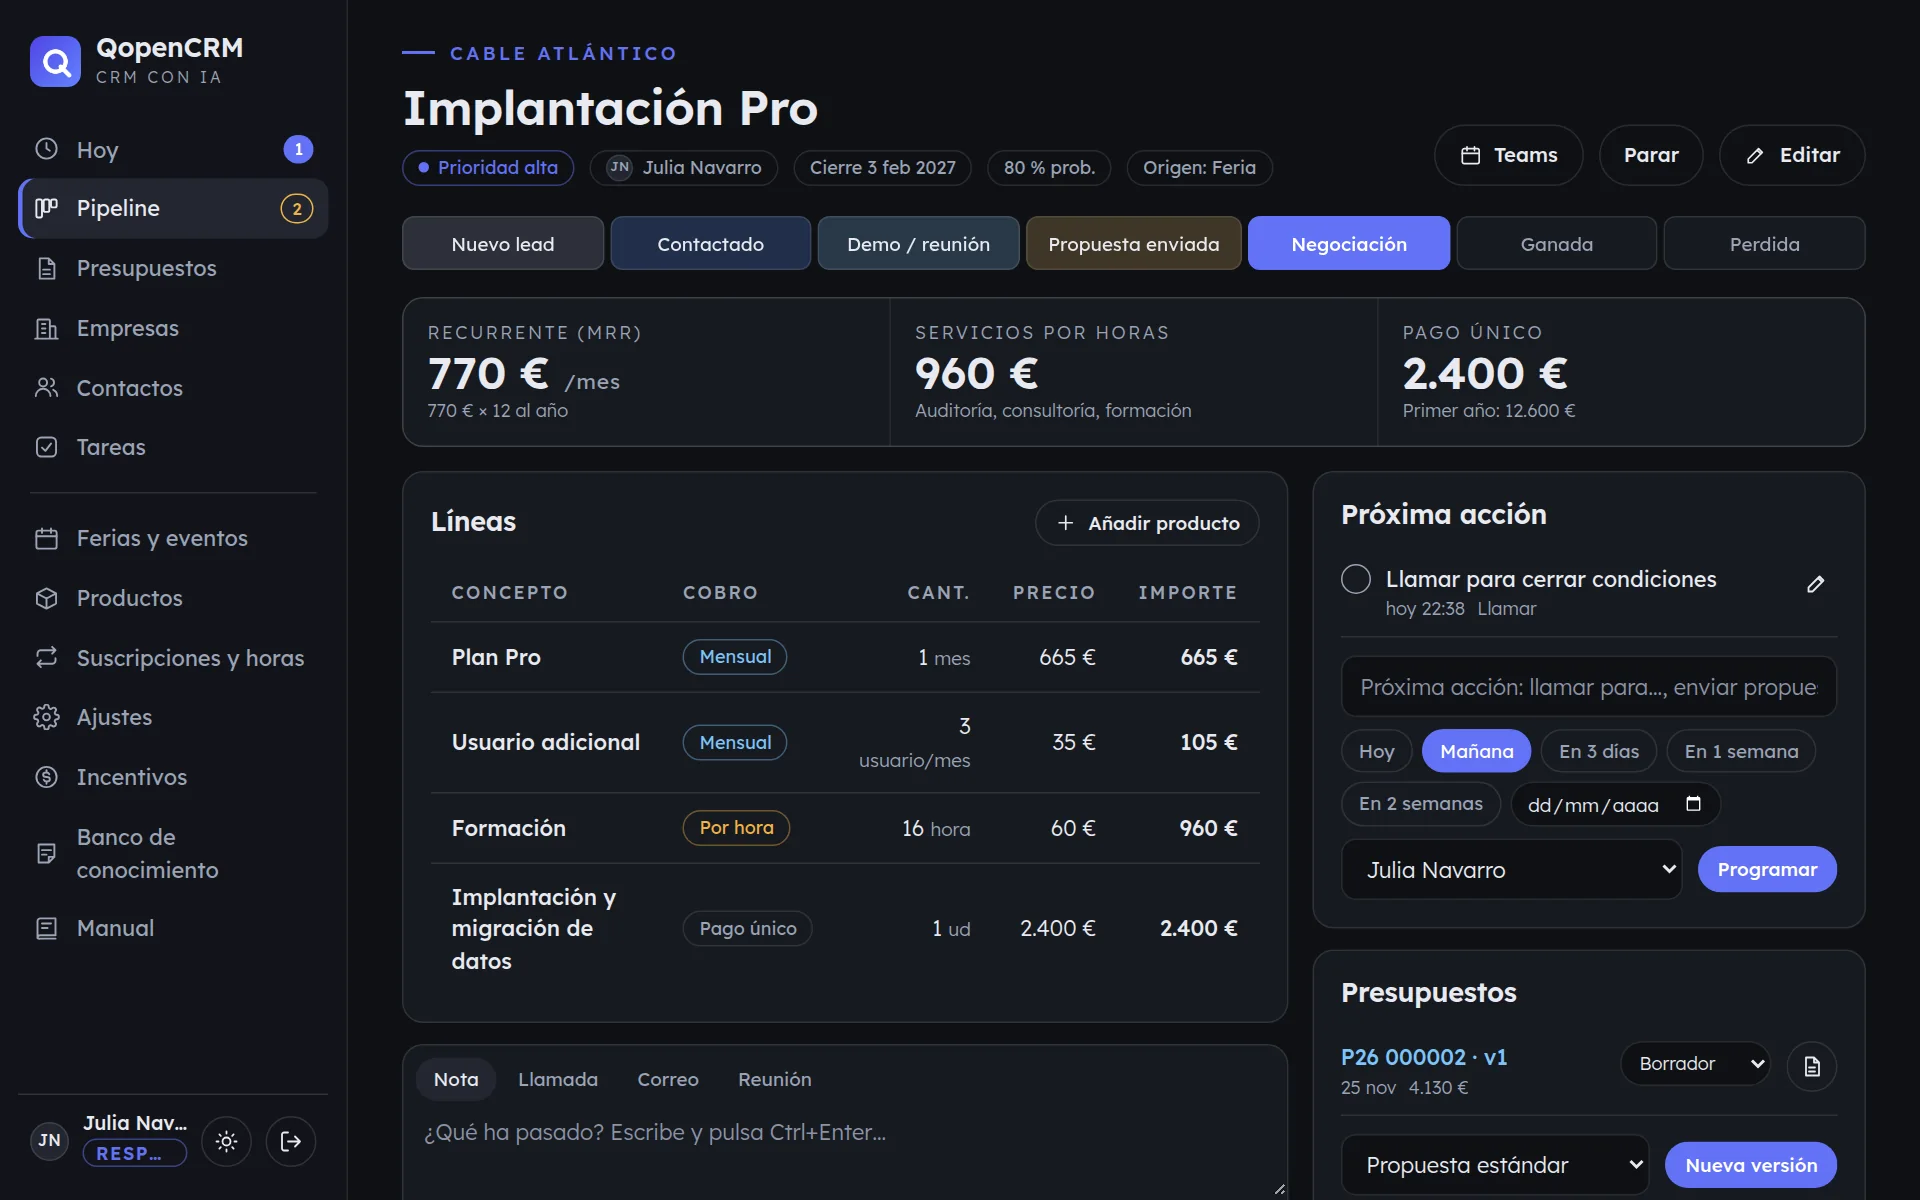 QopenCRM
CRM CON IA
Hoy
1
Pipeline
2
Presupuestos
Empresas
Contactos
Tareas
Ferias y eventos
Productos
Suscripciones y horas
Ajustes
Incentivos
Banco de
conocimiento
Manual
JN
Julia Nav...
RESP...
CABLE ATLÁNTICO
Implantación Pro
Prioridad alta
JN Julia Navarro
Cierre 3 feb 2027
80 % prob.
Origen: Feria
Teams
Parar
Editar
Nuevo lead
Contactado
Demo / reunión
Propuesta enviada
Negociación
Ganada
Perdida
RECURRENTE (MRR)
770 € /mes
770 € × 12 al año
SERVICIOS POR HORAS
960 €
Auditoría, consultoría, formación
PAGO ÚNICO
2.400 €
Primer año: 12.600 €
Líneas
Añadir producto
CONCEPTO COBRO CANT. PRECIO IMPORTE
Plan Pro Mensual 1 mes 665 € 665 €
Usuario adicional Mensual 3 usuario/mes 35 € 105 €
Formación Por hora 16 hora 60 € 960 €
Implantación y
migración de
datos
Pago único 1 ud 2.400 € 2.400 €
Nota Llamada Correo Reunión
¿Qué ha pasado? Escribe y pulsa Ctrl+Enter...
Próxima acción
Llamar para cerrar condiciones
hoy 22:38 Llamar
Próxima acción: llamar para..., enviar propue
Hoy Mañana En 3 días En 1 semana
En 2 semanas dd/mm/aaaa
Julia Navarro
Programar
Presupuestos
P26 000002 · v1
25 nov 4.130 €
Borrador
Propuesta estándar
Nueva versión